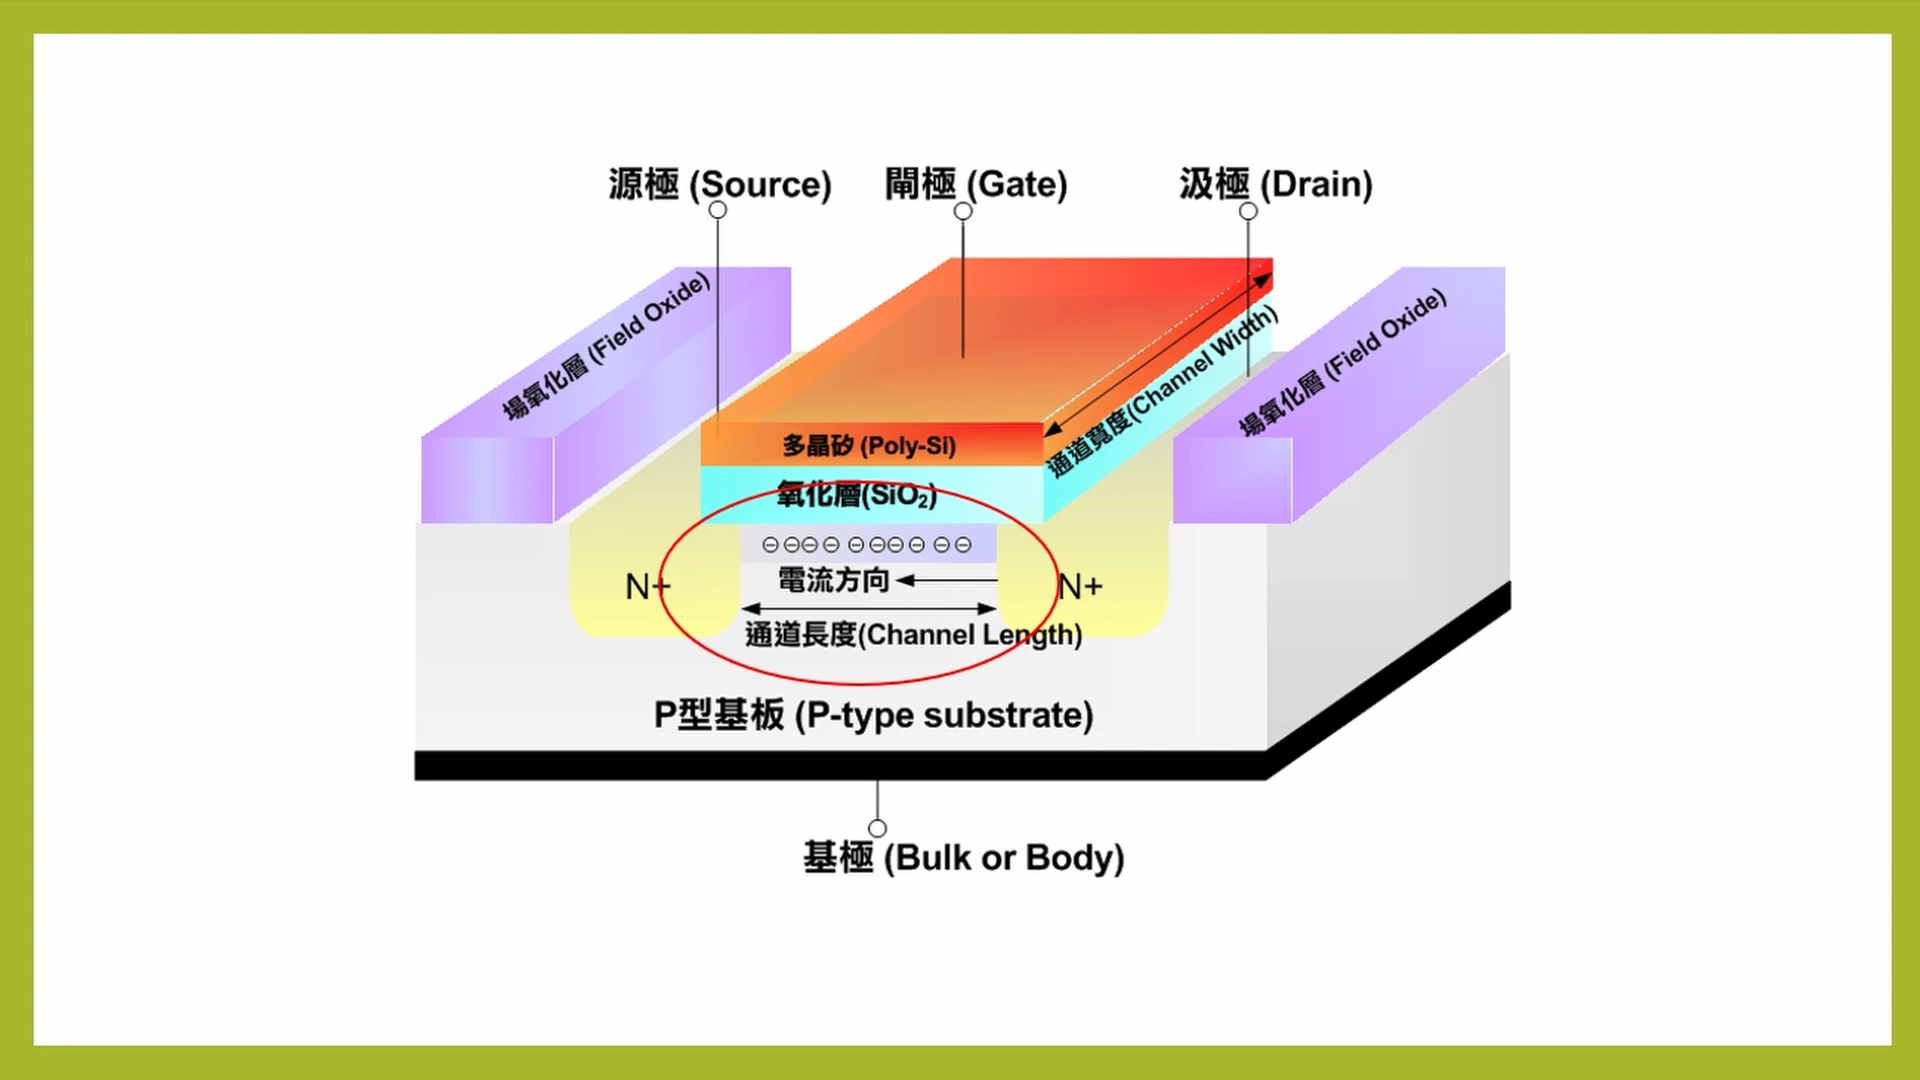 源極 (Source)
閘極 (Gate)
汲極 (Drain)
場氧化層 (Field Oxide)
通道寬度(Channel Width)
場氧化層 (Field Oxide)
多晶矽 (Poly-Si)
氧化層(SiO₂)
電流方向
N+
N+
通道長度(Channel Length)
P型基板 (P-type substrate)
基極 (Bulk or Body)